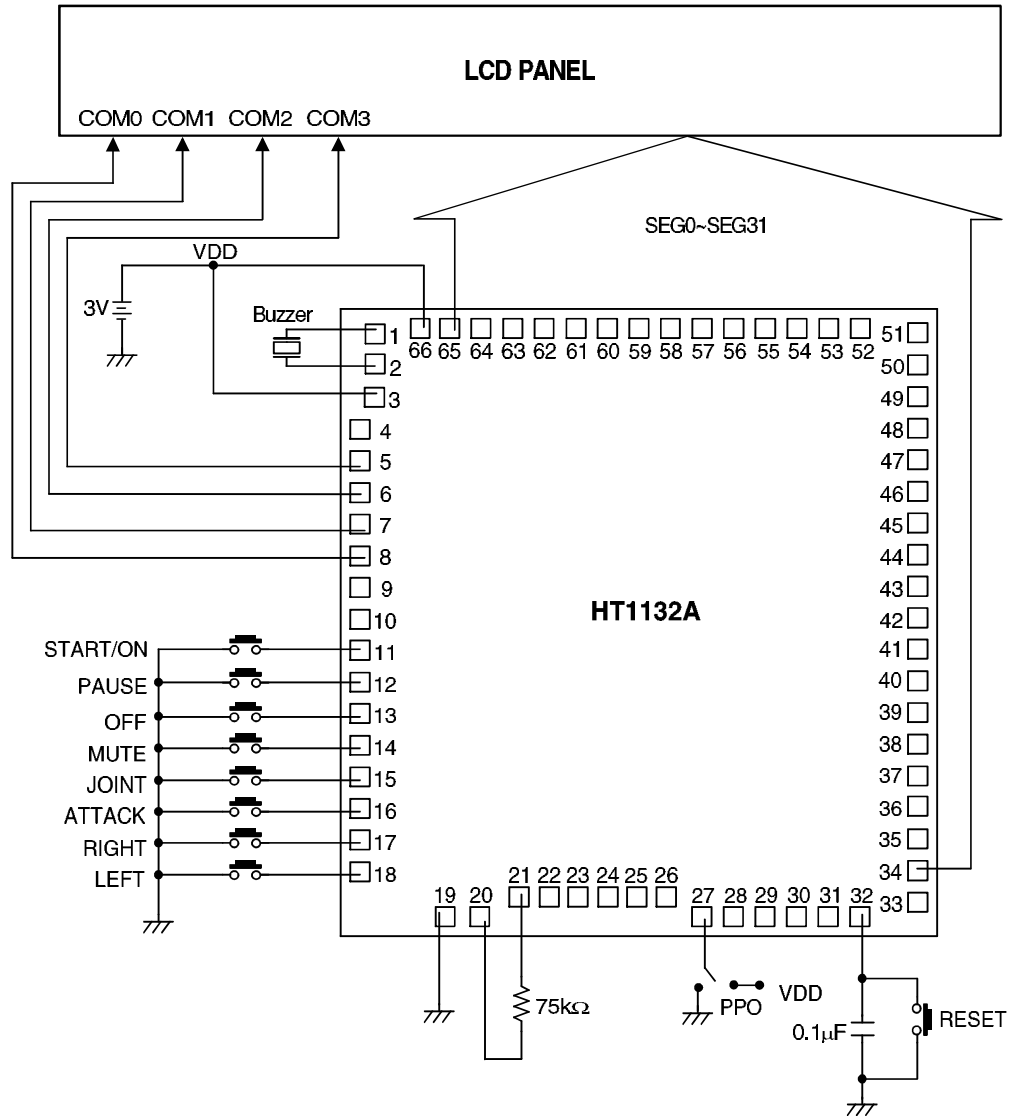 LCD PANEL
COM0 COM1 COM2 COM3
SEG0~SEG31
VDD
3V
Buzzer
1
2
3
4
5
6
7
8
9
10
11
12
13
14
15
16
17
18
66 65 64 63 62 61 60 59 58 57 56 55 54 53 52
51
50
49
48
47
46
45
44
43
42
41
40
39
38
37
36
35
34
33
HT1132A
START/ON
PAUSE
OFF
MUTE
JOINT
ATTACK
RIGHT
LEFT
19 20 21 22 23 24 25 26 27 28 29 30 31 32
75kΩ
PPO
VDD
0.1μF
RESET